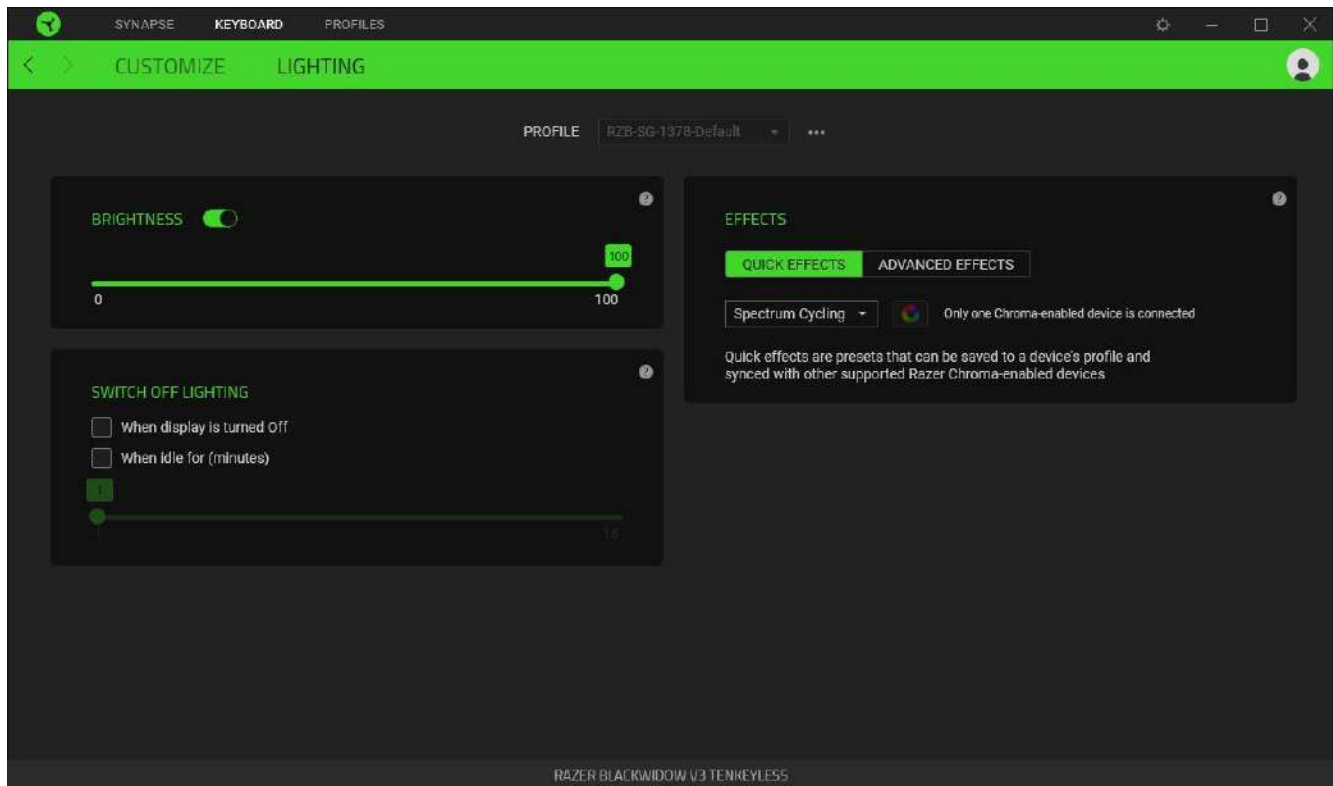 SYNAPSE KEYBOARD PROFILES
CUSTOMIZE LIGHTING
PROFILE RZB-SG-1378-Default
BRIGHTNESS
100
0 100
SWITCH OFF LIGHTING
When display is turned Off
When idle for (minutes)
1
1 15
EFFECTS
QUICK EFFECTS ADVANCED EFFECTS
Spectrum Cycling Only one Chroma-enabled device is connected
Quick effects are presets that can be saved to a device's profile and
synced with other supported Razer Chroma-enabled devices
RAZER BLACKWIDOW V3 TENKEYLESS